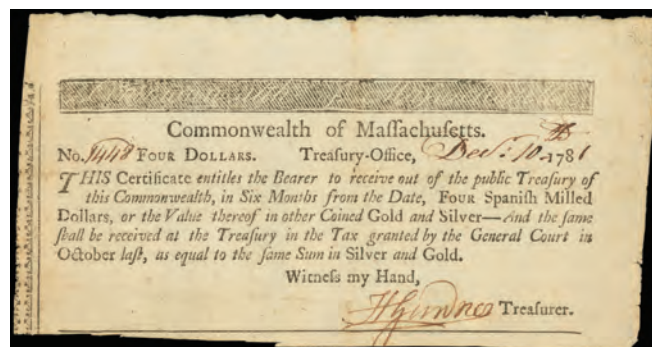 Commonwealth of Maſſachuſetts.
No. 1448 FOUR DOLLARS. Treaſury-Office, Decr. 10 1781
THIS Certificate entitles the Bearer to receive out of the public Treaſury of
this Commonwealth, in Six Months from the Date, FOUR Spaniſh Milled
Dollars, or the Value thereof in other Coined Gold and Silver—And the ſame
ſhall be received at the Treaſury in the Tax granted by the General Court in
October laſt, as equal to the ſame Sum in Silver and Gold.
Witneſs my Hand,
HGardner Treaſurer.